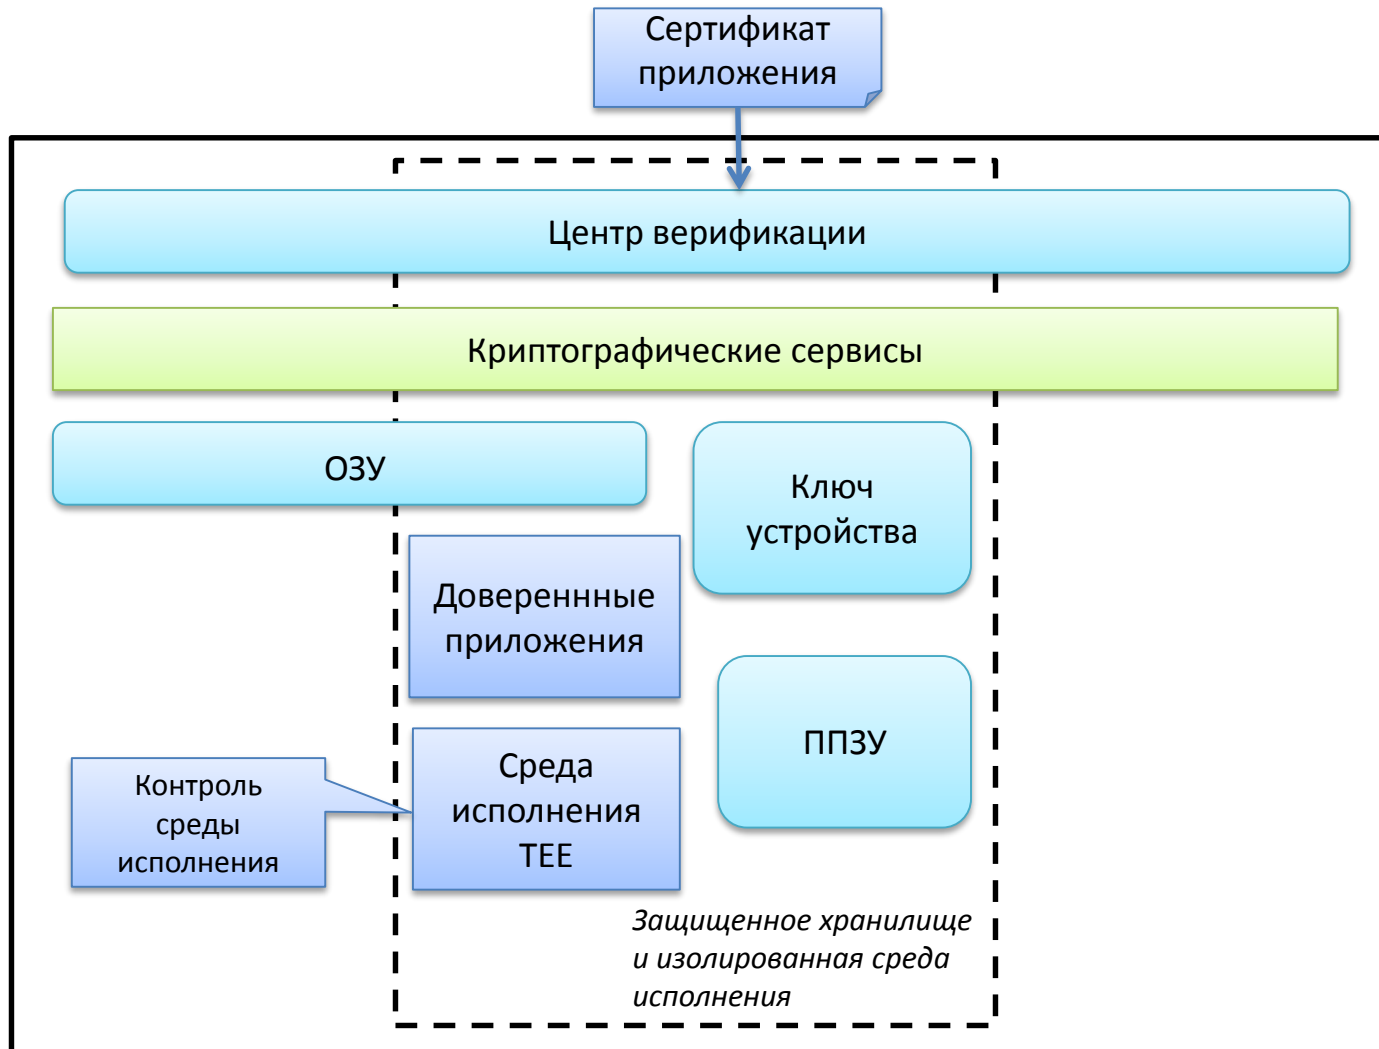 Сертификат
приложения
Центр верификации
Криптографические сервисы
ОЗУ
Ключ
устройства
Довереннные
приложения
ППЗУ
Среда
исполнения
TEE
Контроль
среды
исполнения
Защищенное хранилище
и изолированная среда
исполнения